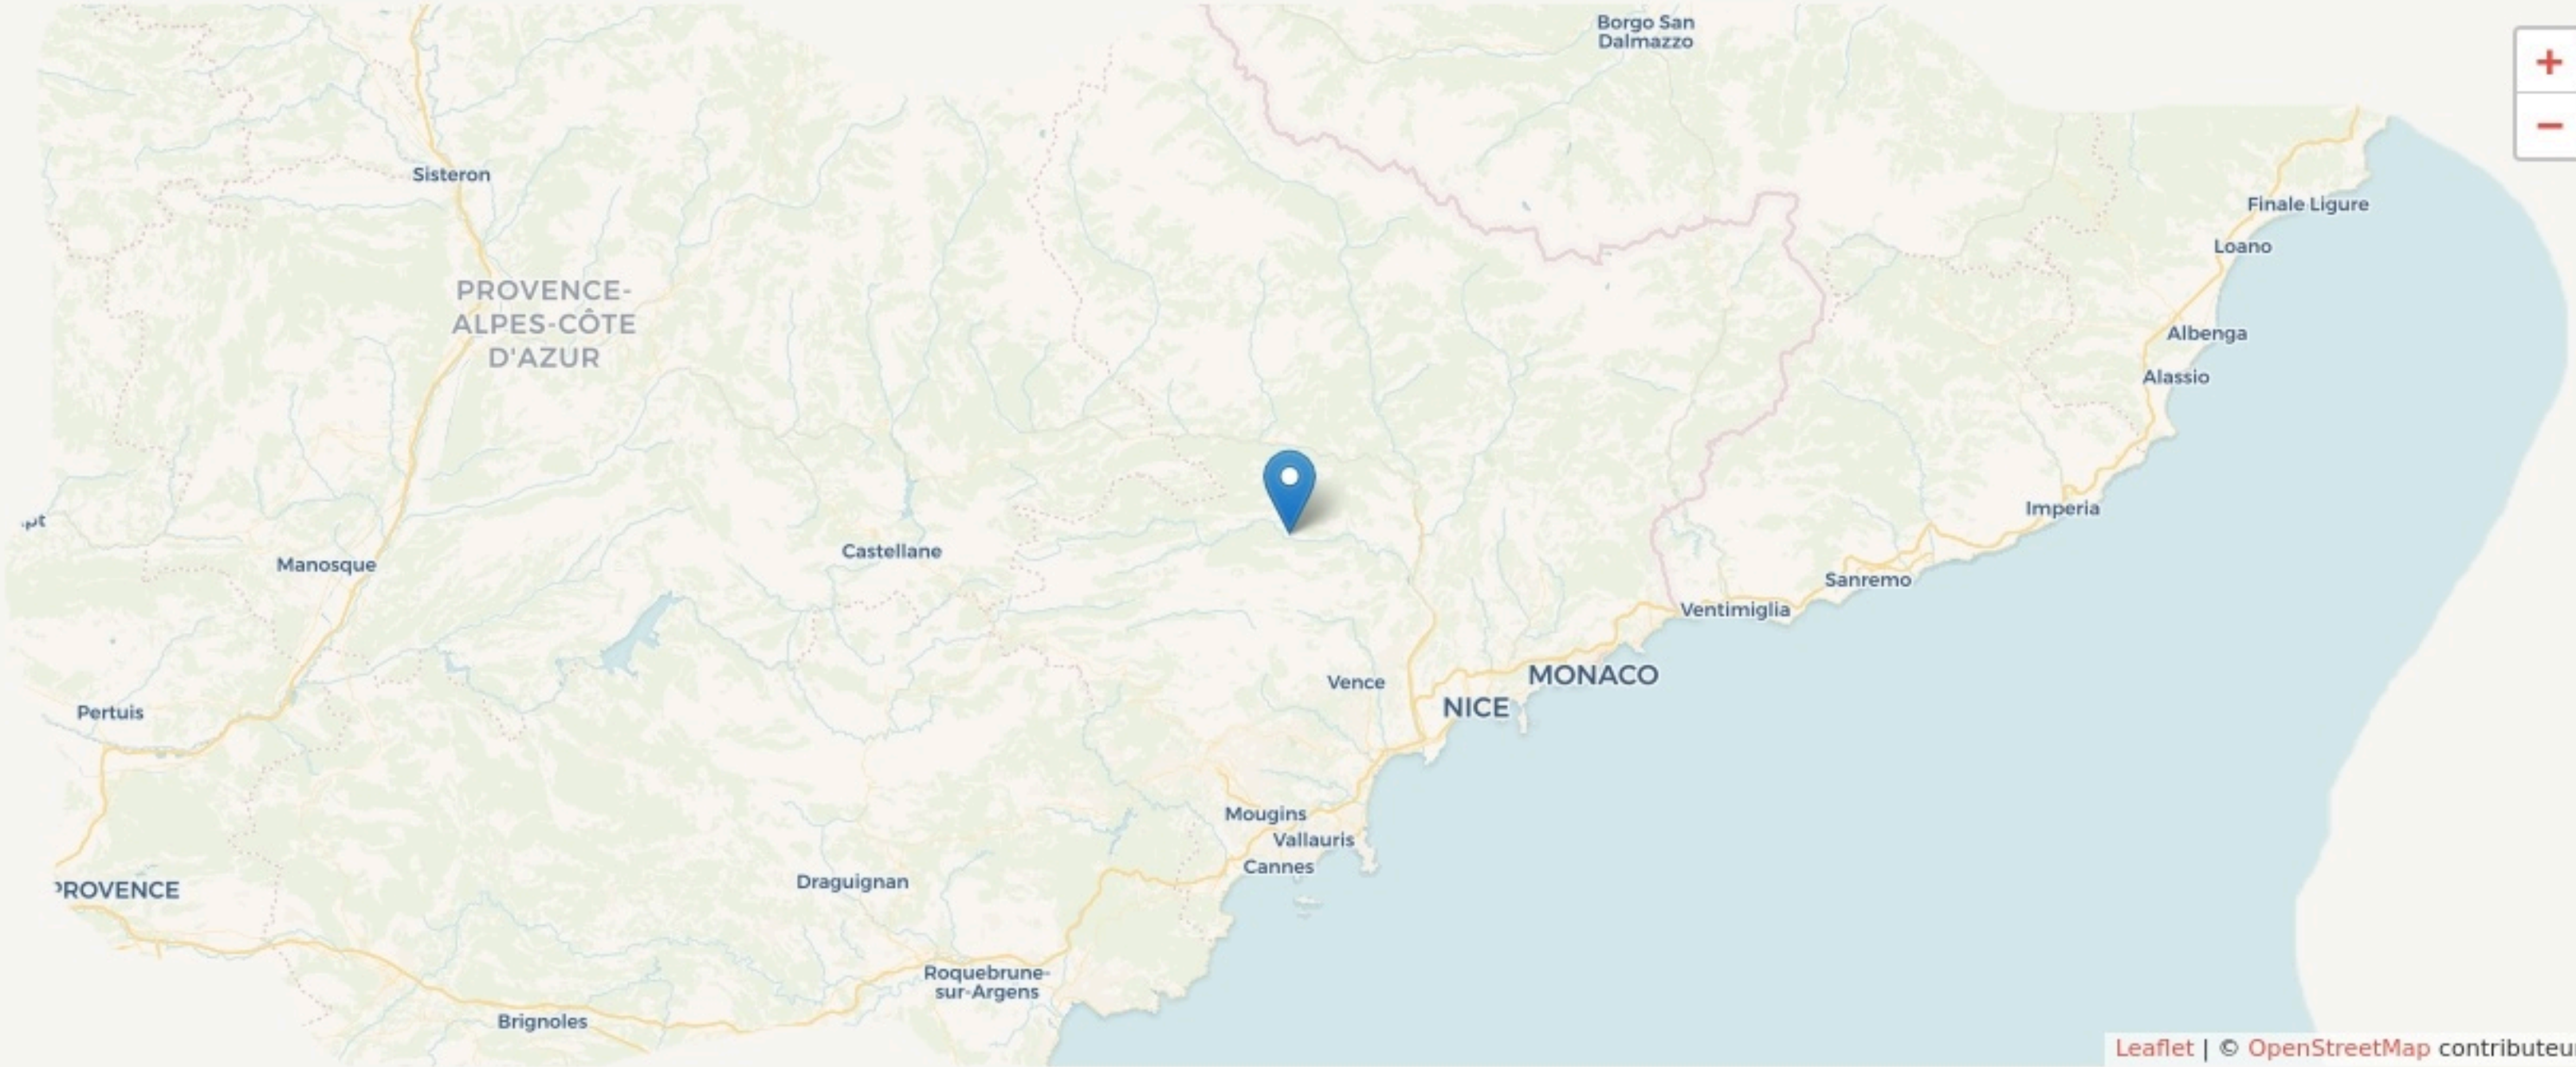 Borgo San
Dalmazzo
+
−
Sisteron
Finale Ligure
Loano
PROVENCE-
ALPES-CÔTE
D'AZUR
Albenga
Alassio
Imperia
Castellane
Manosque
Sanremo
Ventimiglia
MONACO
Vence
NICE
Pertuis
Mougins
Vallauris
Cannes
Draguignan
PROVENCE
Roquebrune-
sur-Argens
Brignoles
Leaflet | © OpenStreetMap contributeu